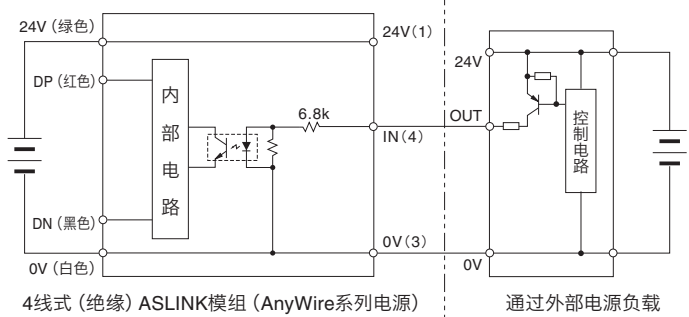 24V (绿色)
24V(1)
DP (红色)
内部电路
6.8k
IN(4)
DN (黑色)
0V (白色)
0V(3)
24V
OUT
控制电路
0V
4线式 (绝缘) ASLINK模组 (AnyWire系列电源)
通过外部电源负载